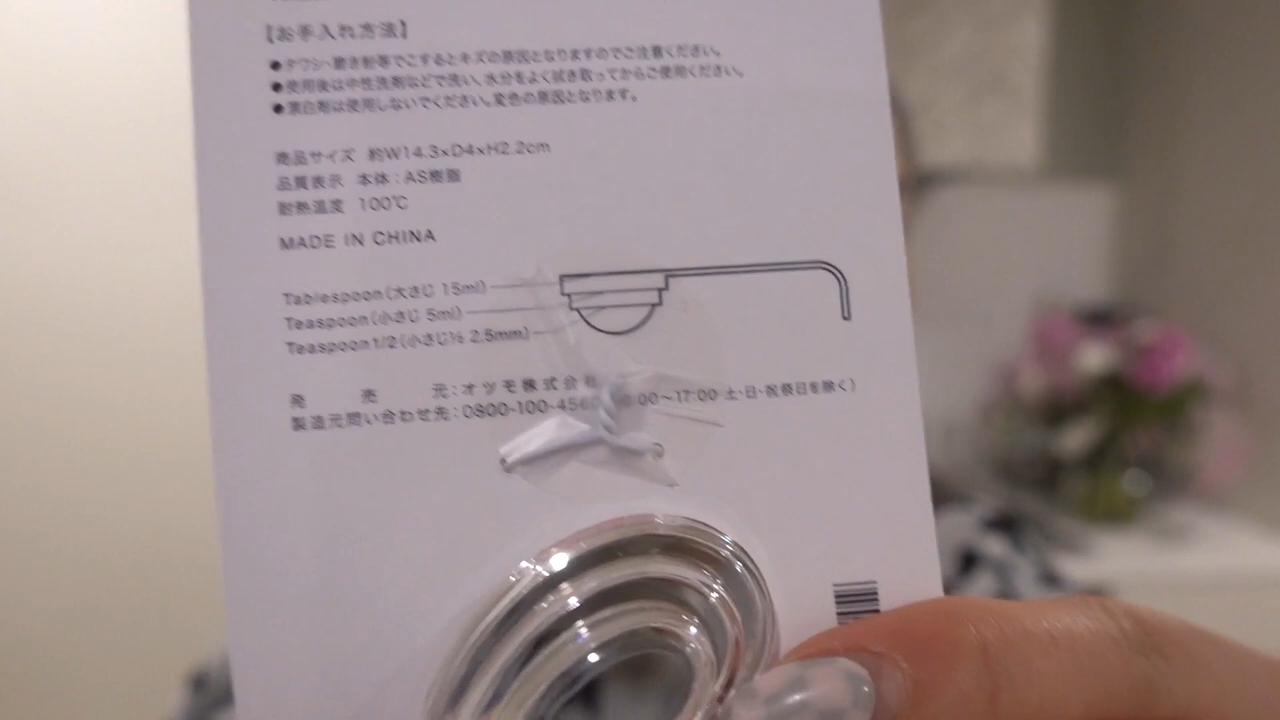 【お手入れ方法】
●タワシ・磨き粉等でこするとキズの原因となりますのでご注意ください。
●使用後は中性洗剤などで洗い、水分をよく拭き取ってからご使用ください。
●漂白剤は使用しないでください。変色の原因となります。
商品サイズ 約W14.3×D4×H2.2cm
品質表示 本体：AS樹脂
耐熱温度 100℃
MADE IN CHINA
Tablespoon(大さじ 15ml)
Teaspoon(小さじ 5ml)
Teaspoon1/2(小さじ½ 2.5mm)
発売元：オツモ株式会社
製造元問い合わせ先：0800-100-456 :00～17:00 土・日・祝祭日を除く)